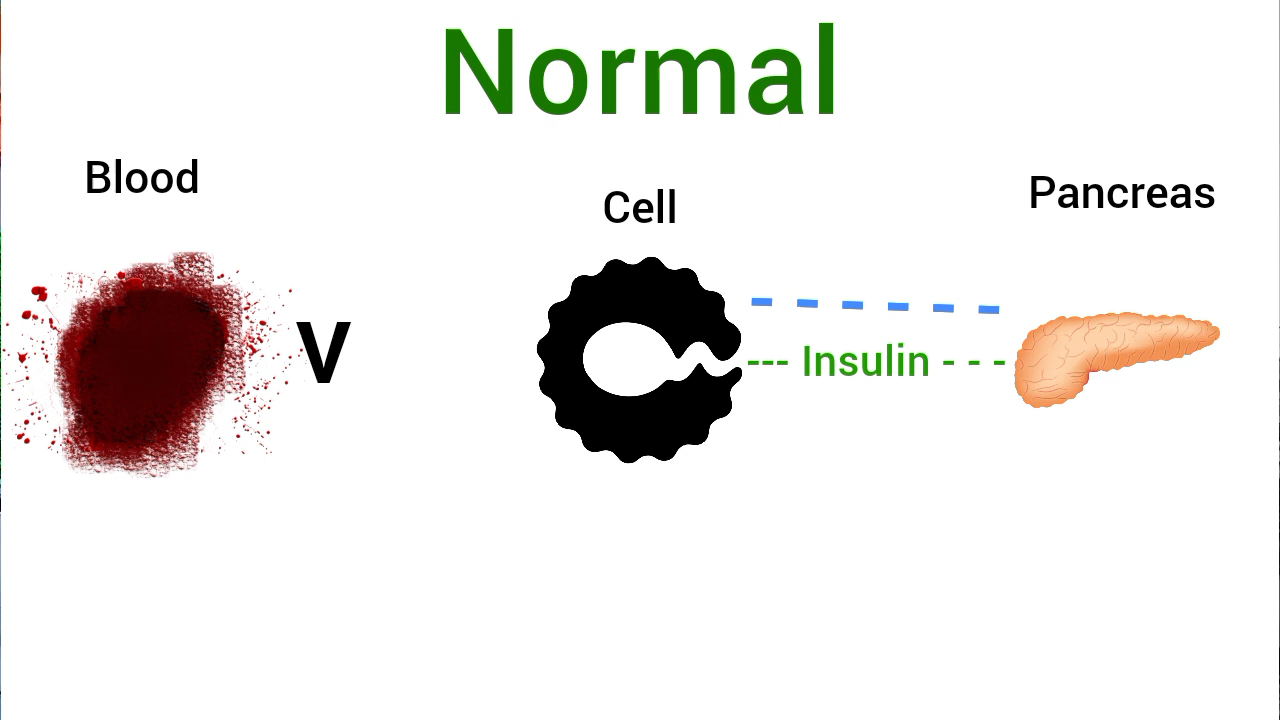 Normal
Blood
Cell
Pancreas
V
--- Insulin - - -